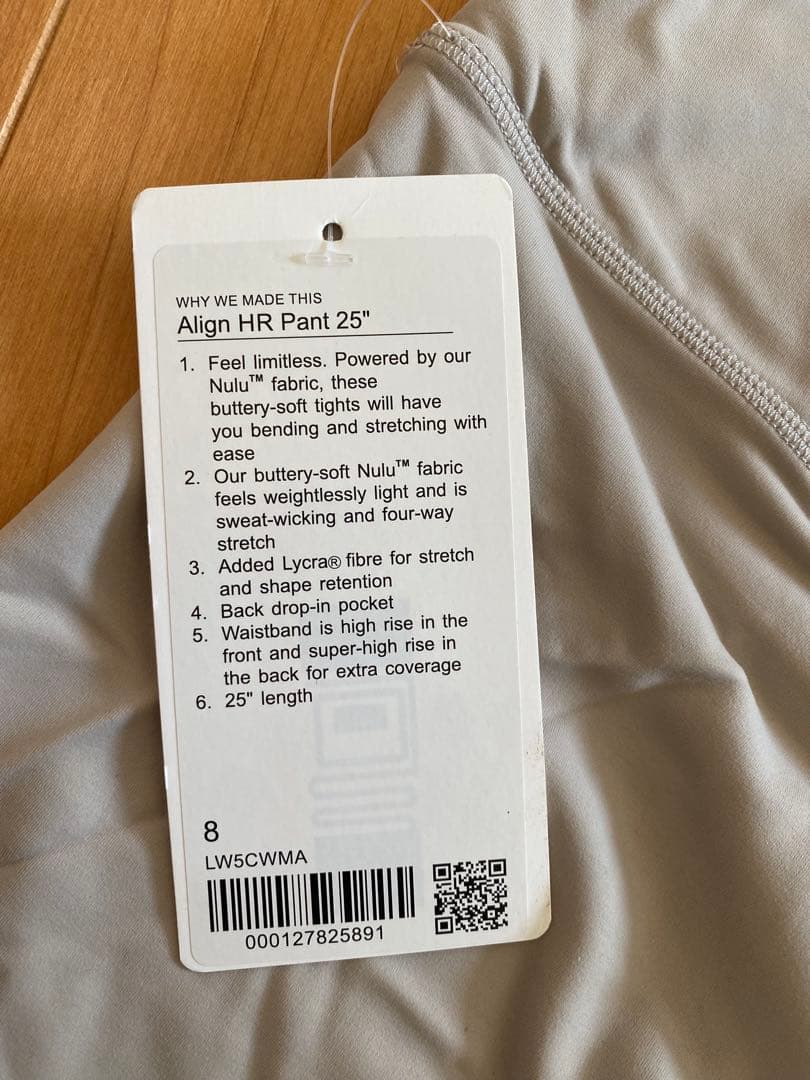 WHY WE MADE THIS
Align HR Pant 25"
1. Feel limitless. Powered by our
Nulu™ fabric, these
buttery-soft tights will have
you bending and stretching with
ease
2. Our buttery-soft Nulu™ fabric
feels weightlessly light and is
sweat-wicking and four-way
stretch
3. Added Lycra® fibre for stretch
and shape retention
4. Back drop-in pocket
5. Waistband is high rise in the
front and super-high rise in
the back for extra coverage
6. 25" length
8
LW5CWMA
000127825891